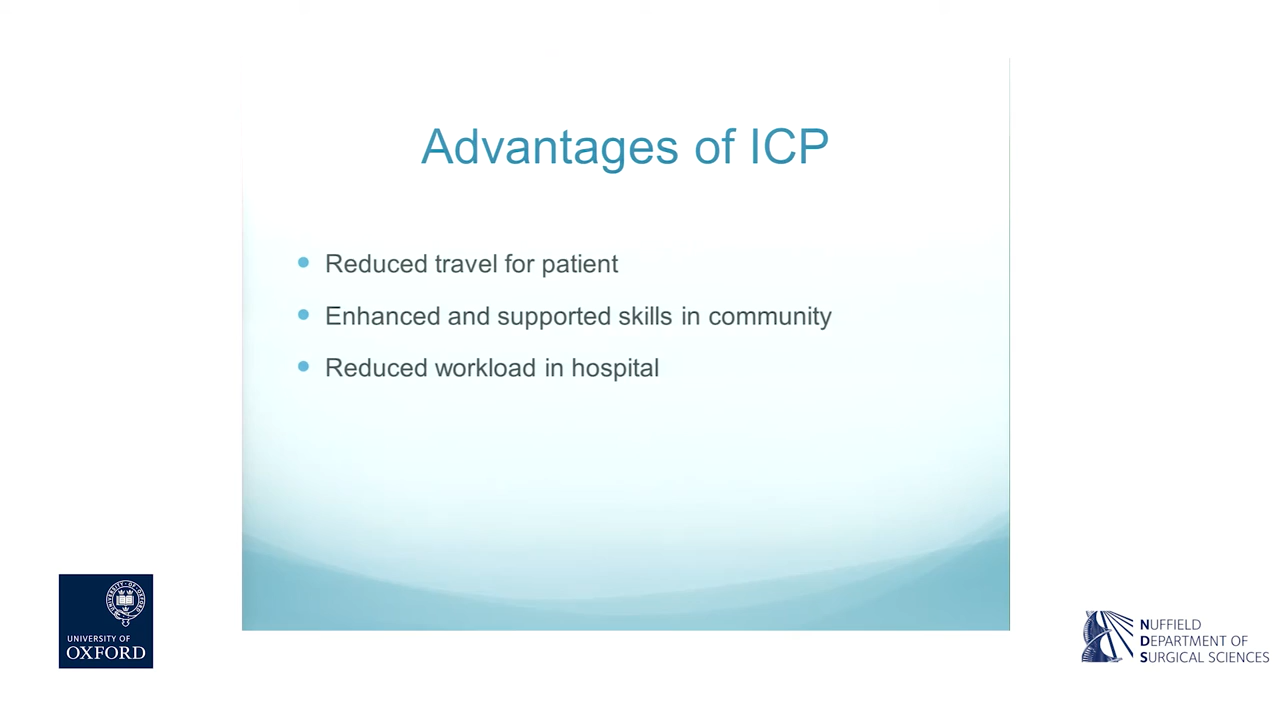 Advantages of ICP
Reduced travel for patient
Enhanced and supported skills in community
Reduced workload in hospital
UNIVERSITY OF
OXFORD
NUFFIELD
DEPARTMENT OF
SURGICAL SCIENCES